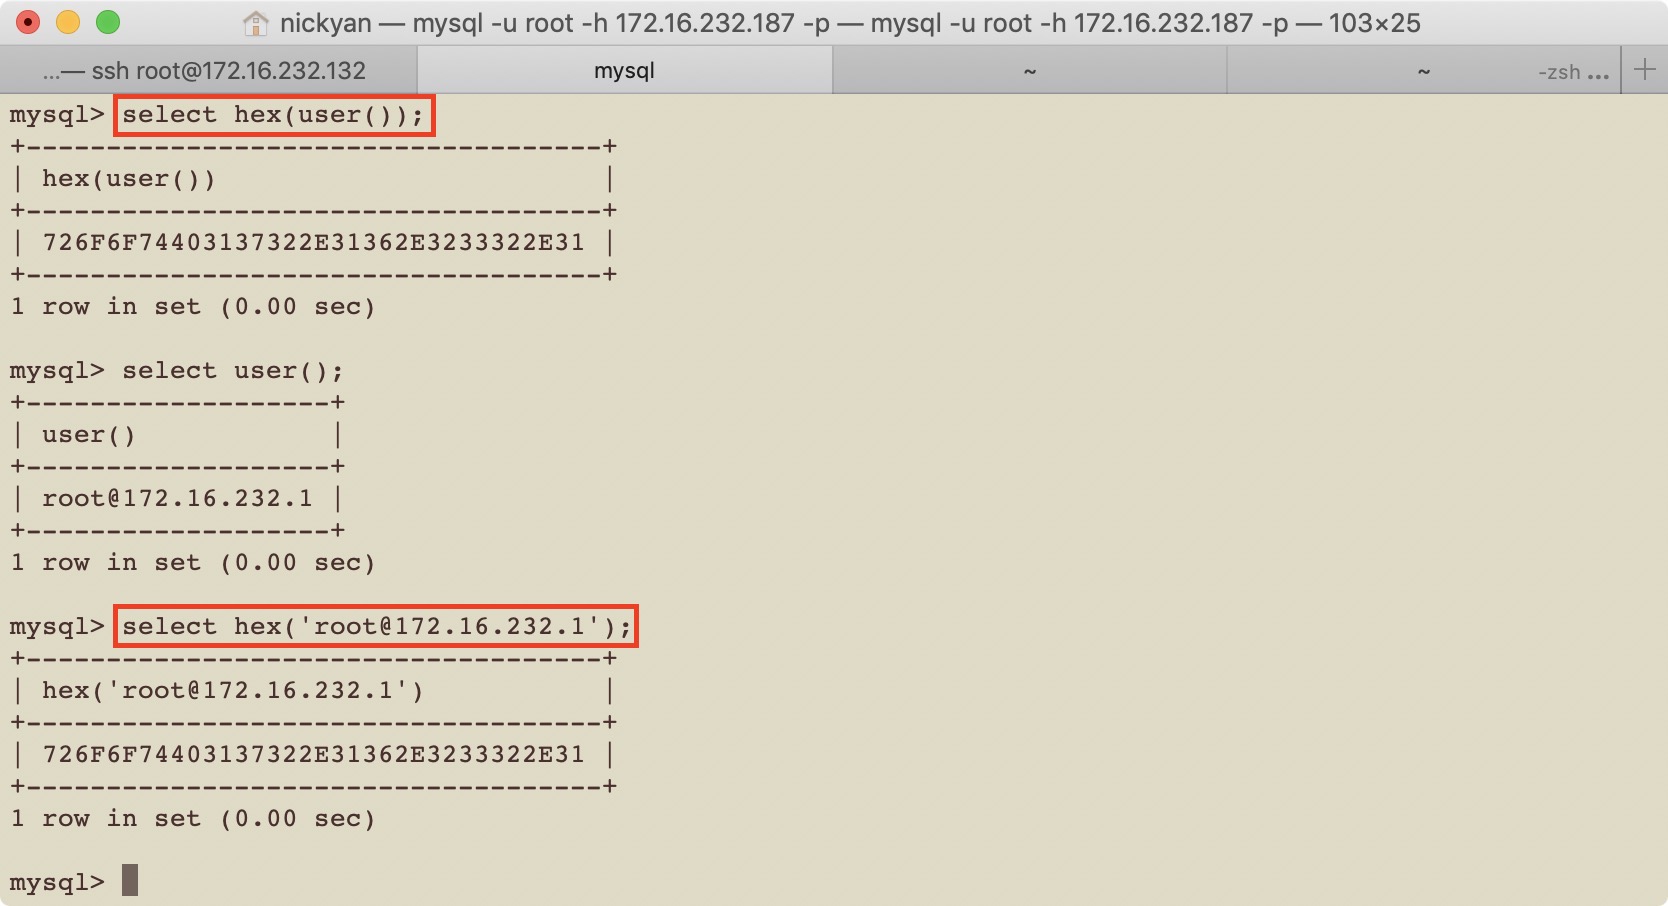 nickyan — mysql -u root -h 172.16.232.187 -p — mysql -u root -h 172.16.232.187 -p — 103×25
...— ssh root@172.16.232.132 mysql ~ ~ -zsh ... +
mysql> select hex(user());
+------------------------------------+
| hex(user())                        |
+------------------------------------+
| 726F6F74403137322E31362E3233322E31 |
+------------------------------------+
1 row in set (0.00 sec)
mysql> select user();
+-------------------+
| user()            |
+-------------------+
| root@172.16.232.1 |
+-------------------+
1 row in set (0.00 sec)
mysql> select hex('root@172.16.232.1');
+------------------------------------+
| hex('root@172.16.232.1')           |
+------------------------------------+
| 726F6F74403137322E31362E3233322E31 |
+------------------------------------+
1 row in set (0.00 sec)
mysql>